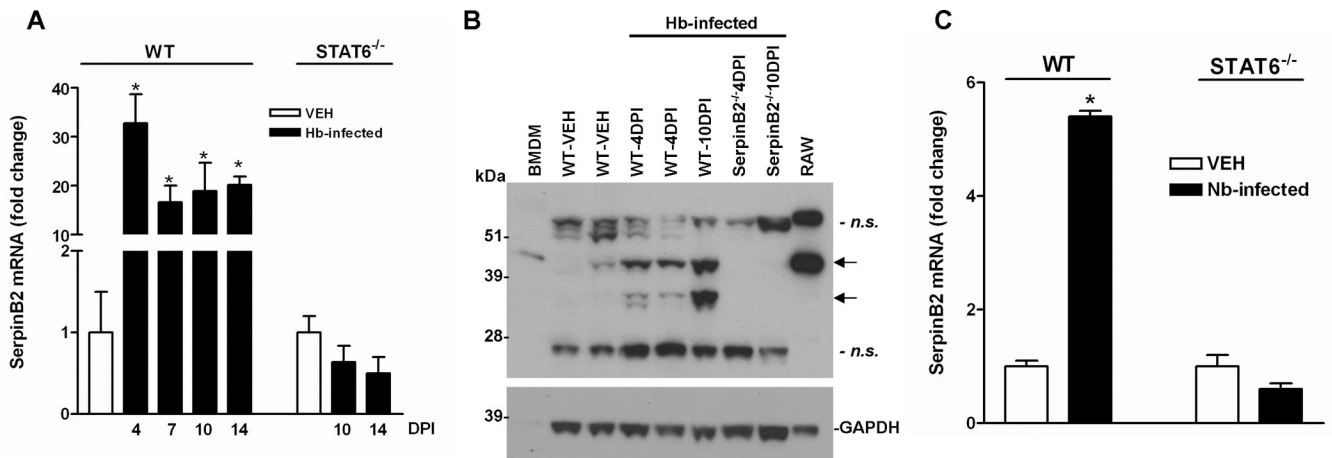 A
WT
STAT6-/-
SerpinB2 mRNA (fold change)
40
30
20
10
2
1
0
*
*
*
*
VEH
Hb-infected
4 7 10 14 10 14 DPI
B
Hb-infected
BMDM
WT-VEH
WT-VEH
WT-4DPI
WT-4DPI
WT-10DPI
SerpinB2-/-4DPI
SerpinB2-/-10DPI
RAW
kDa
51-
39-
28-
- n.s.
- n.s.
39-
-GAPDH
C
WT
STAT6-/-
SerpinB2 mRNA (fold change)
6
4
2
0
*
VEH
Nb-infected